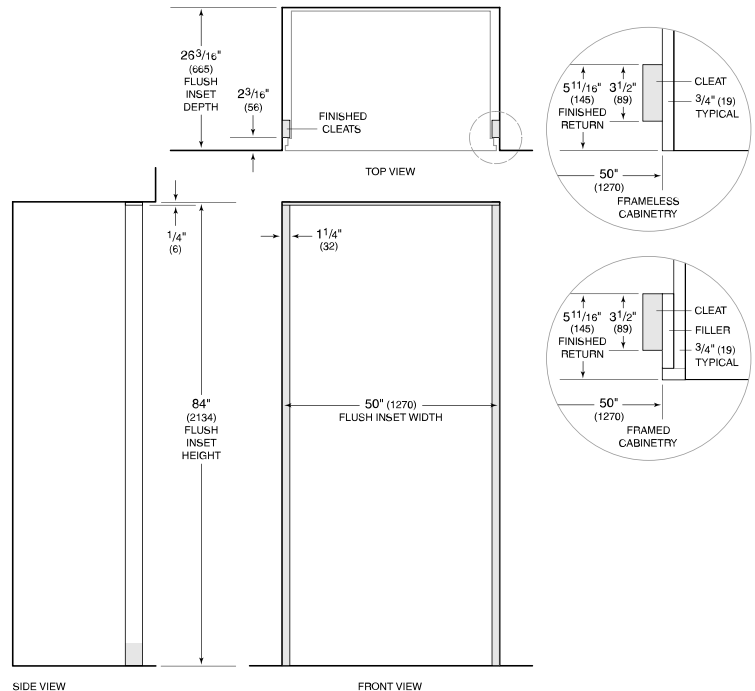 26 3/16"
(665)
FLUSH
INSET
DEPTH
2 3/16"
(56)
FINISHED
CLEATS
TOP VIEW
5 11/16"
(145)
FINISHED
RETURN
3 1/2"
(89)
CLEAT
3/4" (19)
TYPICAL
50"
(1270)
FRAMELESS
CABINETRY
1/4"
(6)
1 1/4"
(32)
5 11/16"
(145)
FINISHED
RETURN
3 1/2"
(89)
CLEAT
FILLER
3/4" (19)
TYPICAL
50"
(1270)
FRAMED
CABINETRY
84"
(2134)
FLUSH
INSET
HEIGHT
50" (1270)
FLUSH INSET WIDTH
SIDE VIEW
FRONT VIEW